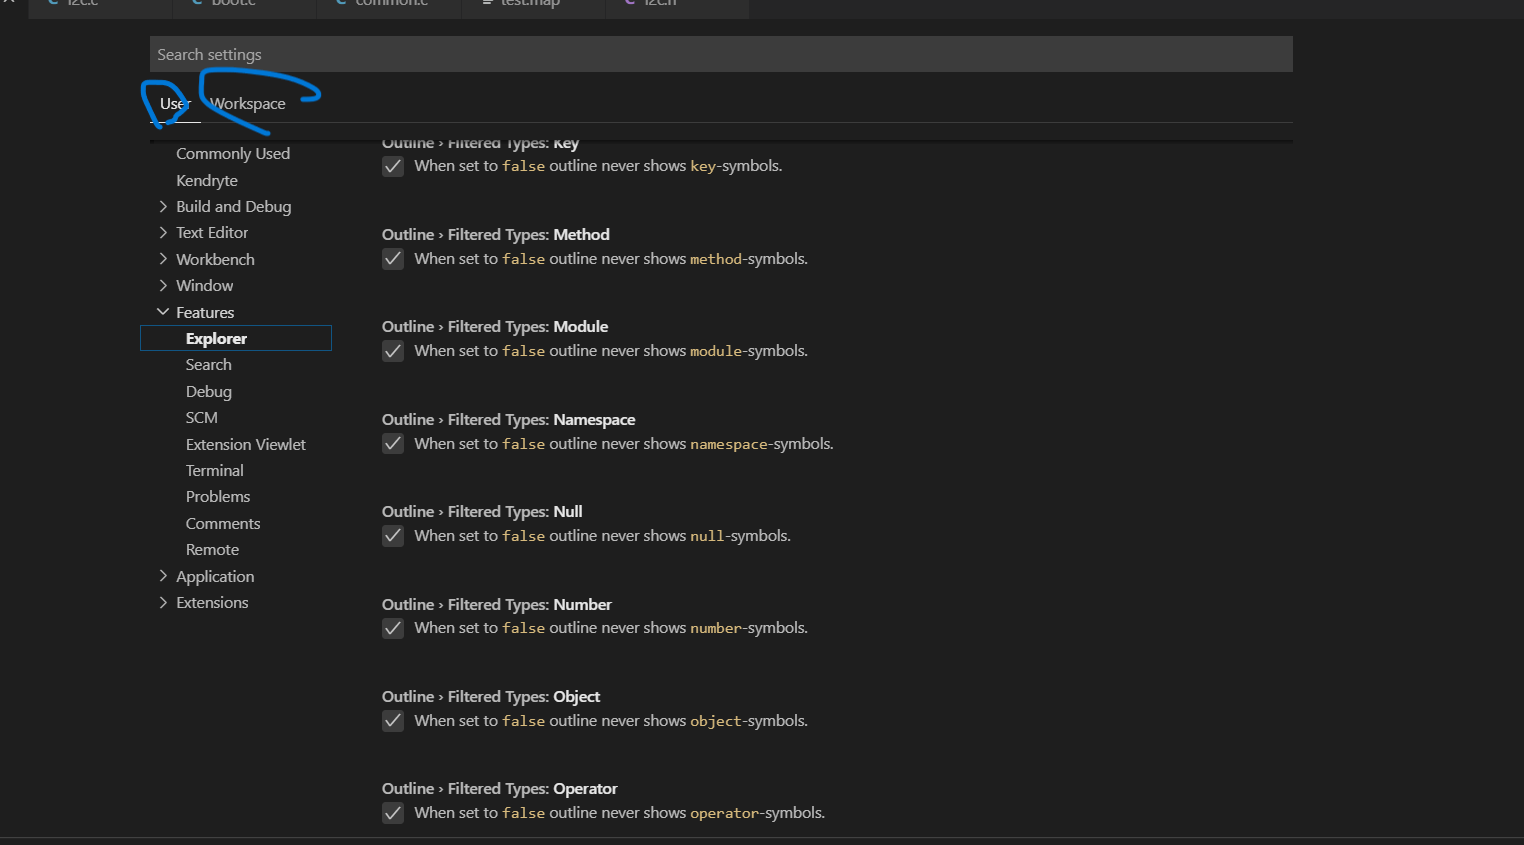 i2c.c boot.c common.c test.map i2c.h
Search settings
User Workspace
Commonly Used
Kendryte
Build and Debug
Text Editor
Workbench
Window
Features
Explorer
Search
Debug
SCM
Extension Viewlet
Terminal
Problems
Comments
Remote
Application
Extensions
Outline › Filtered Types: Key
When set to false outline never shows key-symbols.
Outline › Filtered Types: Method
When set to false outline never shows method-symbols.
Outline › Filtered Types: Module
When set to false outline never shows module-symbols.
Outline › Filtered Types: Namespace
When set to false outline never shows namespace-symbols.
Outline › Filtered Types: Null
When set to false outline never shows null-symbols.
Outline › Filtered Types: Number
When set to false outline never shows number-symbols.
Outline › Filtered Types: Object
When set to false outline never shows object-symbols.
Outline › Filtered Types: Operator
When set to false outline never shows operator-symbols.